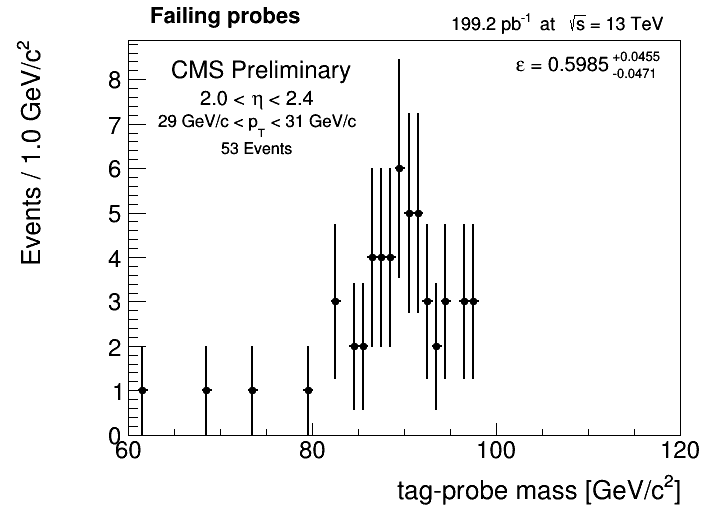 Failing probes
199.2 pb⁻¹ at √s = 13 TeV
CMS Preliminary
2.0 < η < 2.4
29 GeV/c < p_T < 31 GeV/c
53 Events
ε = 0.5985 +0.0455 -0.0471
Events / 1.0 GeV/c²
8
7
6
5
4
3
2
1
0
60 80 100 120
tag-probe mass [GeV/c²]